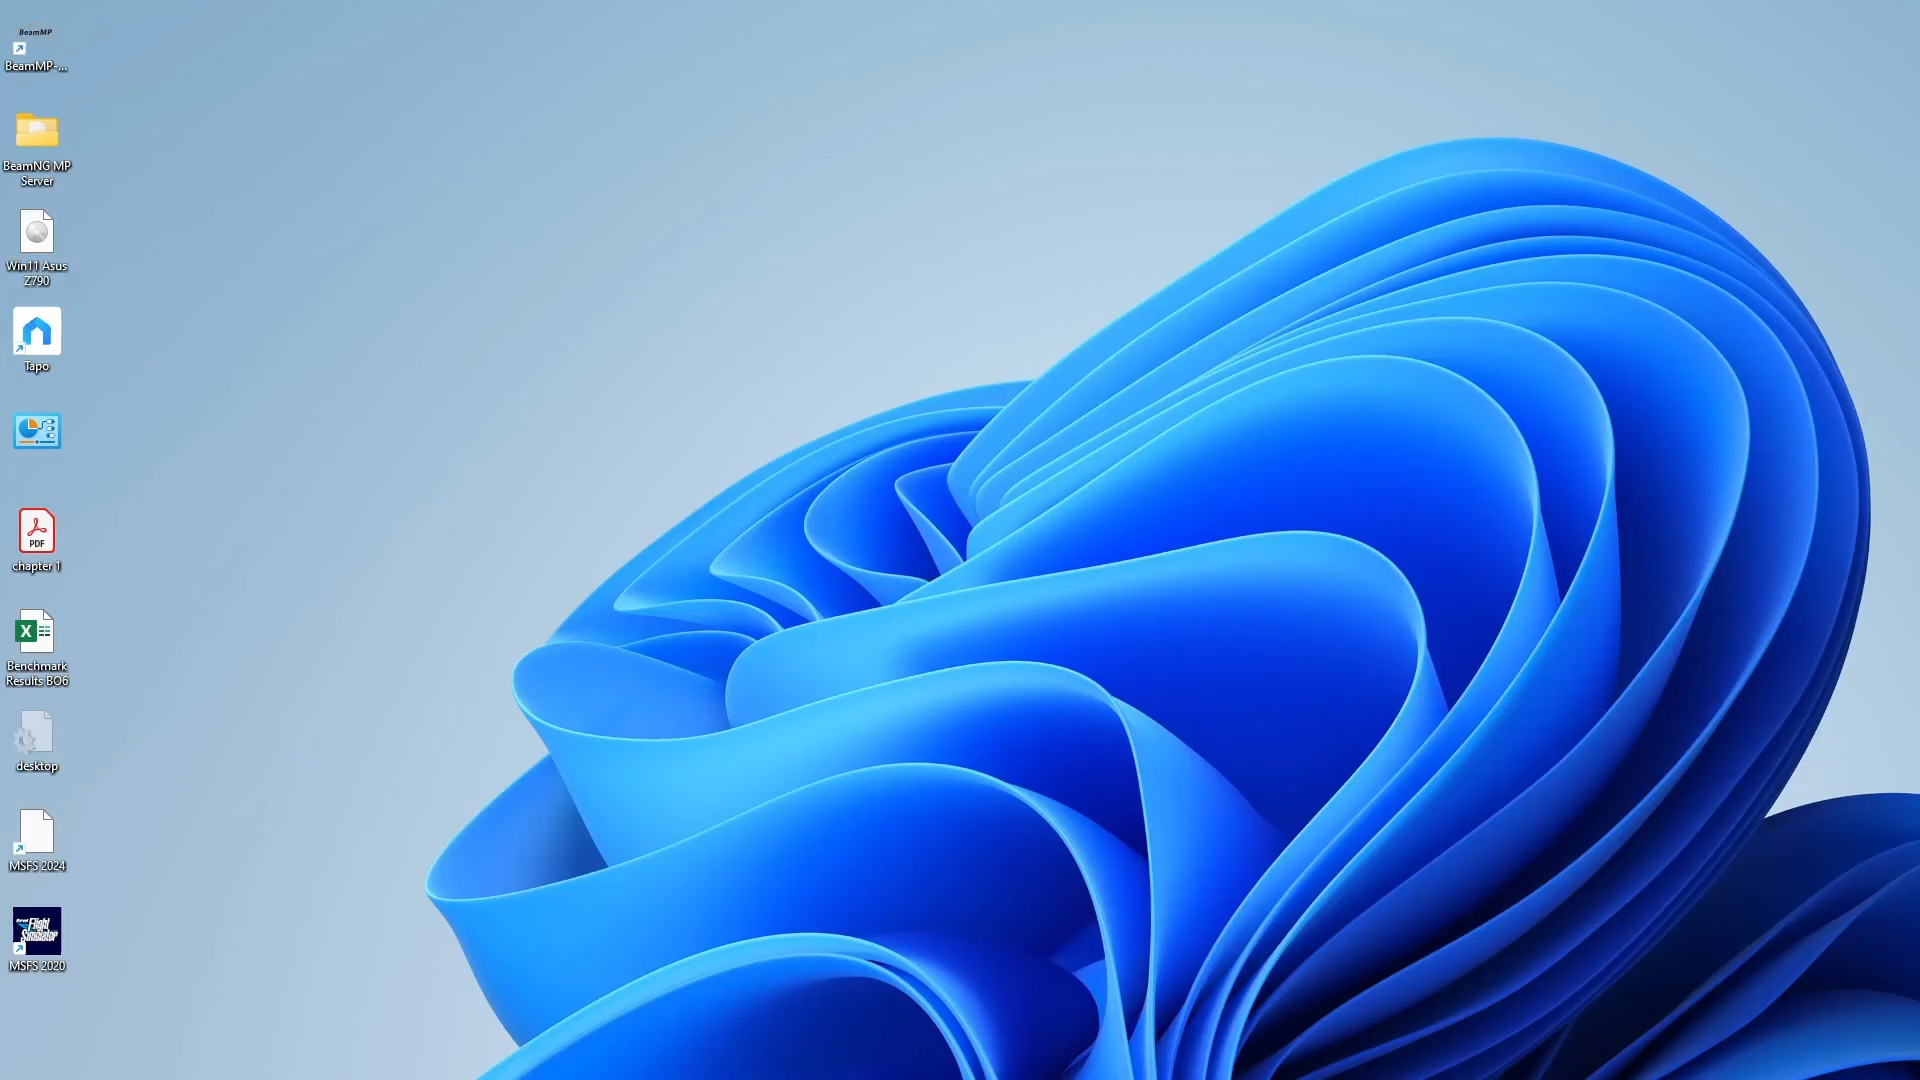 BeamMP
BeamMP-...
BeamNG MP
Server
Win11 Asus
Z790
Tapo
PDF
chapter 1
X
Benchmark
Results BO6
desktop
MSFS 2024
Flight
Simulator
MSFS 2020